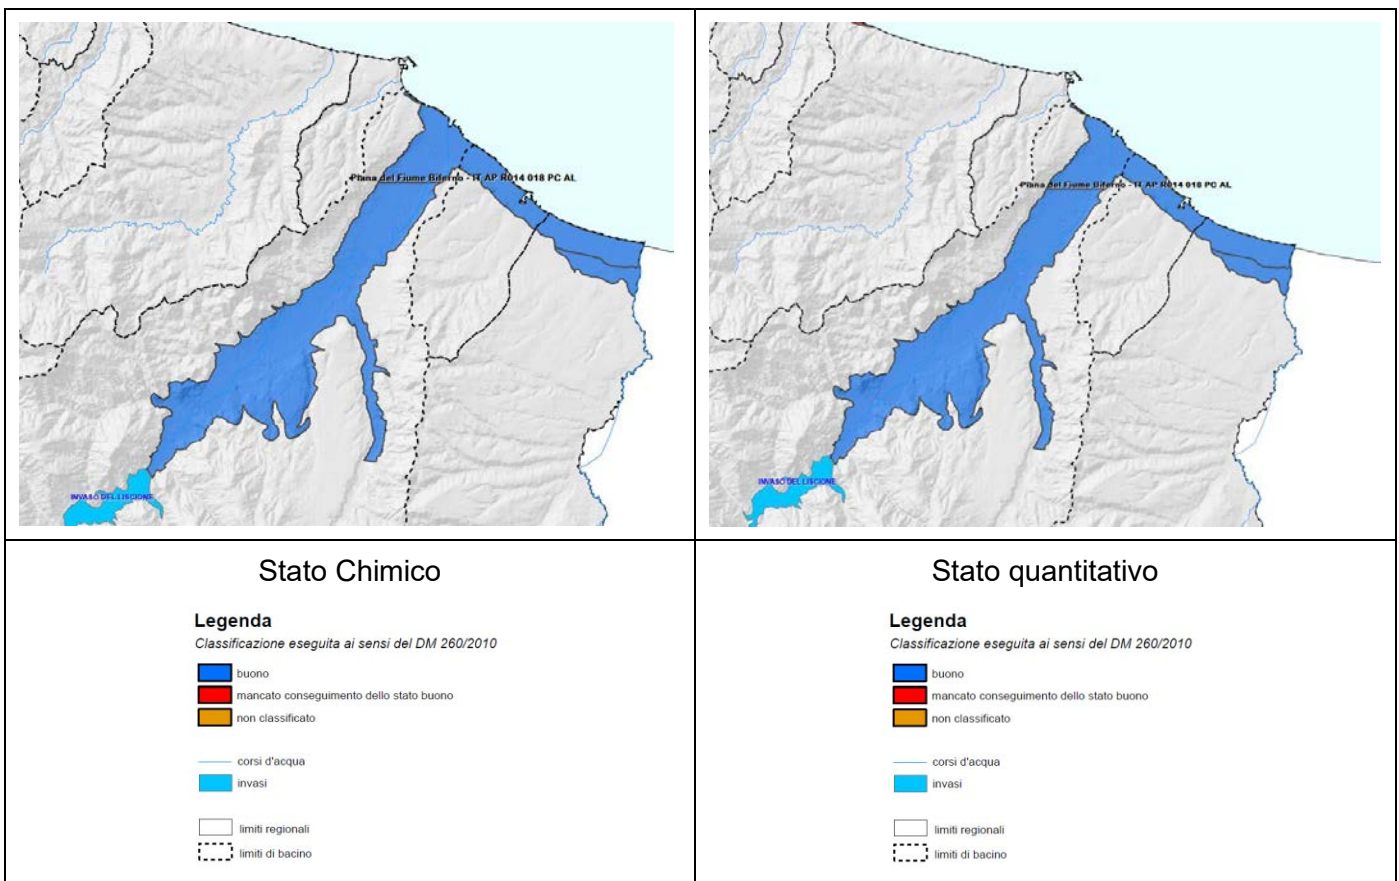 Piana del Fiume Biferno - IT AP R014 018 PC AL
INVASO DEL LISCIONE
Piana del Fiume Biferno - IT AP R014 018 PC AL
INVASO DEL LISCIONE
Stato Chimico
Legenda
Classificazione eseguita ai sensi del DM 260/2010
buono
mancato conseguimento dello stato buono
non classificato
corsi d'acqua
invasi
limiti regionali
limiti di bacino
Stato quantitativo
Legenda
Classificazione eseguita ai sensi del DM 260/2010
buono
mancato conseguimento dello stato buono
non classificato
corsi d'acqua
invasi
limiti regionali
limiti di bacino